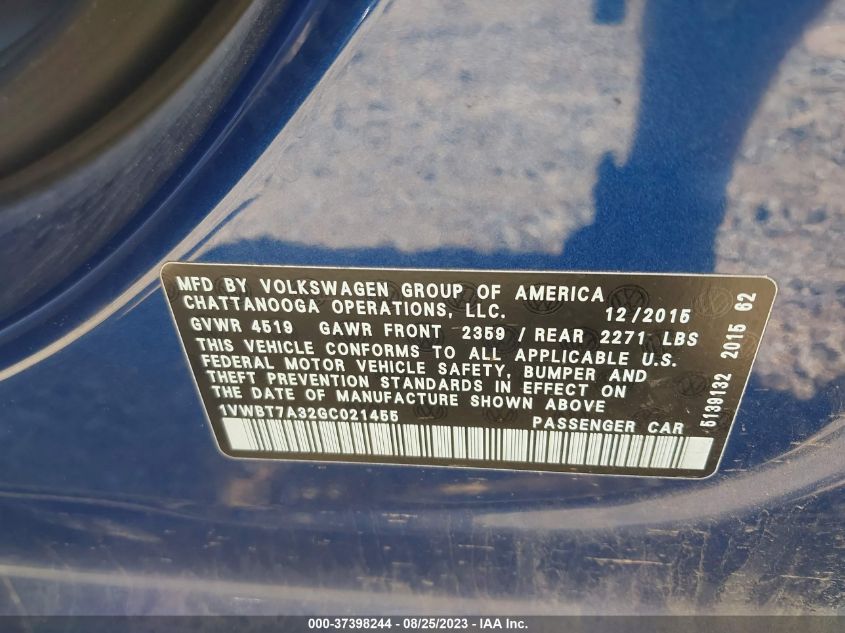 MFD BY VOLKSWAGEN GROUP OF AMERICA
CHATTANOOGA OPERATIONS, LLC. 12/2015
GVWR 4519 GAWR FRONT 2359 / REAR 2271 LBS
THIS VEHICLE CONFORMS TO ALL APPLICABLE U.S.
FEDERAL MOTOR VEHICLE SAFETY, BUMPER AND
THEFT PREVENTION STANDARDS IN EFFECT ON
THE DATE OF MANUFACTURE SHOWN ABOVE
1VWBT7A32GC021455 PASSENGER CAR
5139132 2015 62
000-37398244 - 08/25/2023 - IAA Inc.